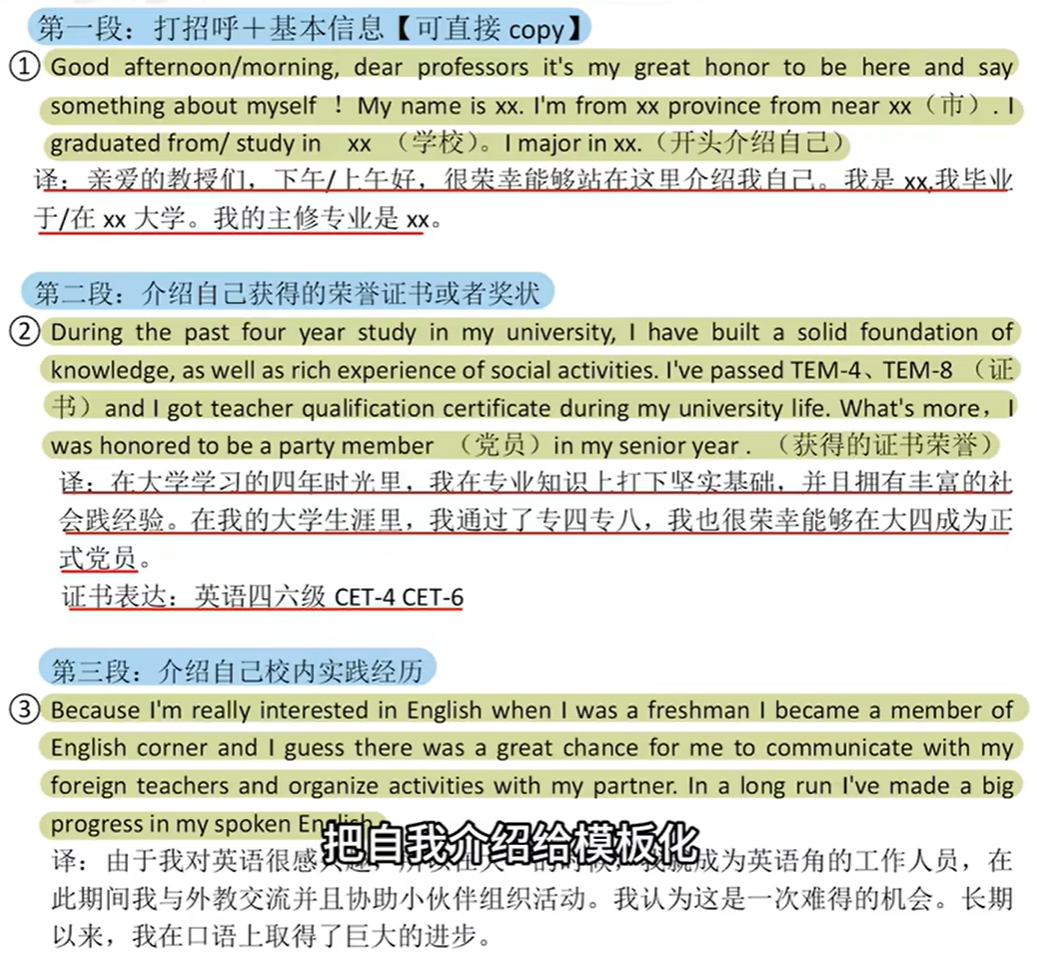 第一段：打招呼＋基本信息【可直接 copy】
① Good afternoon/morning, dear professors it's my great honor to be here and say
something about myself ！ My name is xx. I'm from xx province from near xx（市）. I
graduated from/ study in xx （学校）。I major in xx.（开头介绍自己）
译：亲爱的教授们，下午/上午好，很荣幸能够站在这里介绍我自己。我是 xx,我毕业
于/在 xx 大学。我的主修专业是 xx。
第二段：介绍自己获得的荣誉证书或者奖状
② During the past four year study in my university, I have built a solid foundation of
knowledge, as well as rich experience of social activities. I've passed TEM-4、TEM-8 （证
书）and I got teacher qualification certificate during my university life. What's more，I
was honored to be a party member （党员）in my senior year . （获得的证书荣誉）
译：在大学学习的四年时光里，我在专业知识上打下坚实基础，并且拥有丰富的社
会践经验。在我的大学生涯里，我通过了专四专八，我也很荣幸能够在大四成为正
式党员。
证书表达：英语四六级 CET-4 CET-6
第三段：介绍自己校内实践经历
③ Because I'm really interested in English when I was a freshman I became a member of
English corner and I guess there was a great chance for me to communicate with my
foreign teachers and organize activities with my partner. In a long run I've made a big
progress in my spoken English
把自我介绍给模板化
译：由于我对英语很感 成为英语角的工作人员，在
此期间我与外教交流并且协助小伙伴组织活动。我认为这是一次难得的机会。长期
以来，我在口语上取得了巨大的进步。